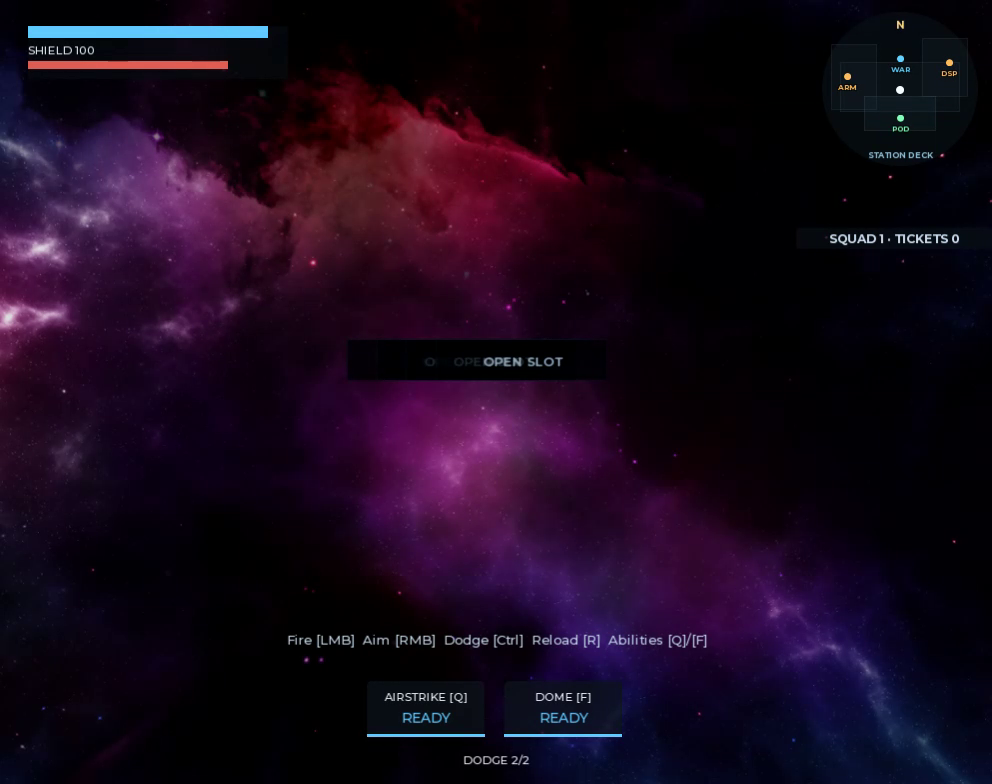 SHIELD 100
N
WAR
DSP
ARM
POD
STATION DECK
SQUAD 1 · TICKETS 0
OPEN SLOT
Fire [LMB] Aim [RMB] Dodge [Ctrl] Reload [R] Abilities [Q]/[F]
AIRSTRIKE [Q]
READY
DOME [F]
READY
DODGE 2/2